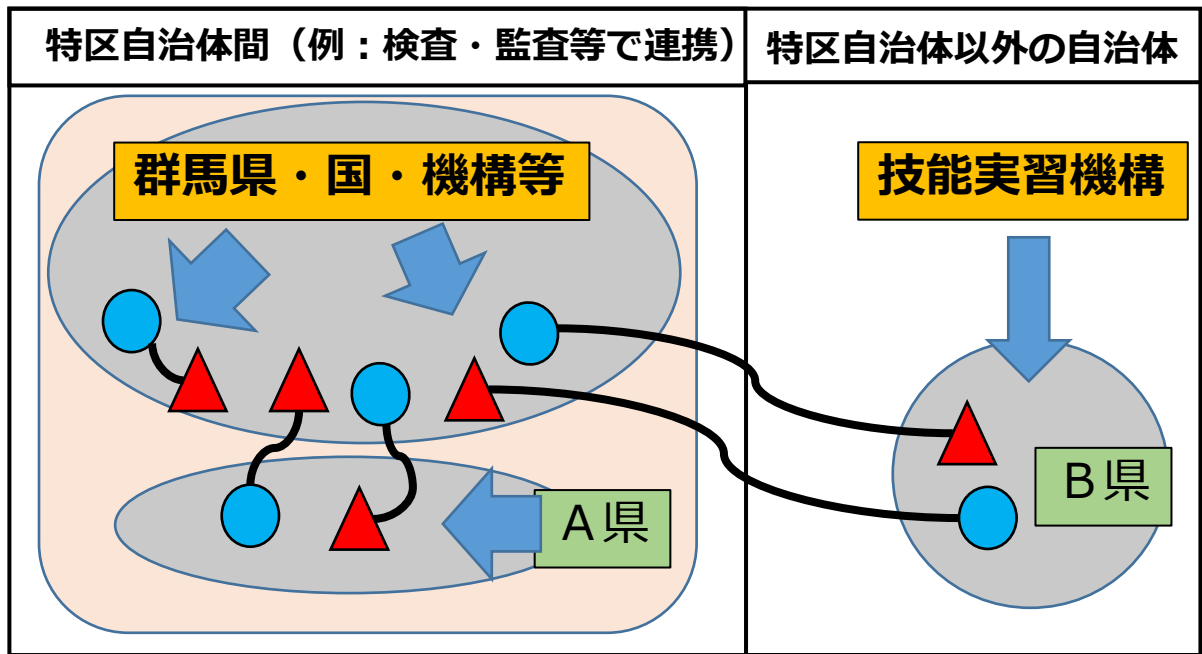 特区自治体間（例：検査・監査等で連携）
特区自治体以外の自治体
群馬県・国・機構等
技能実習機構
Ａ県
Ｂ県